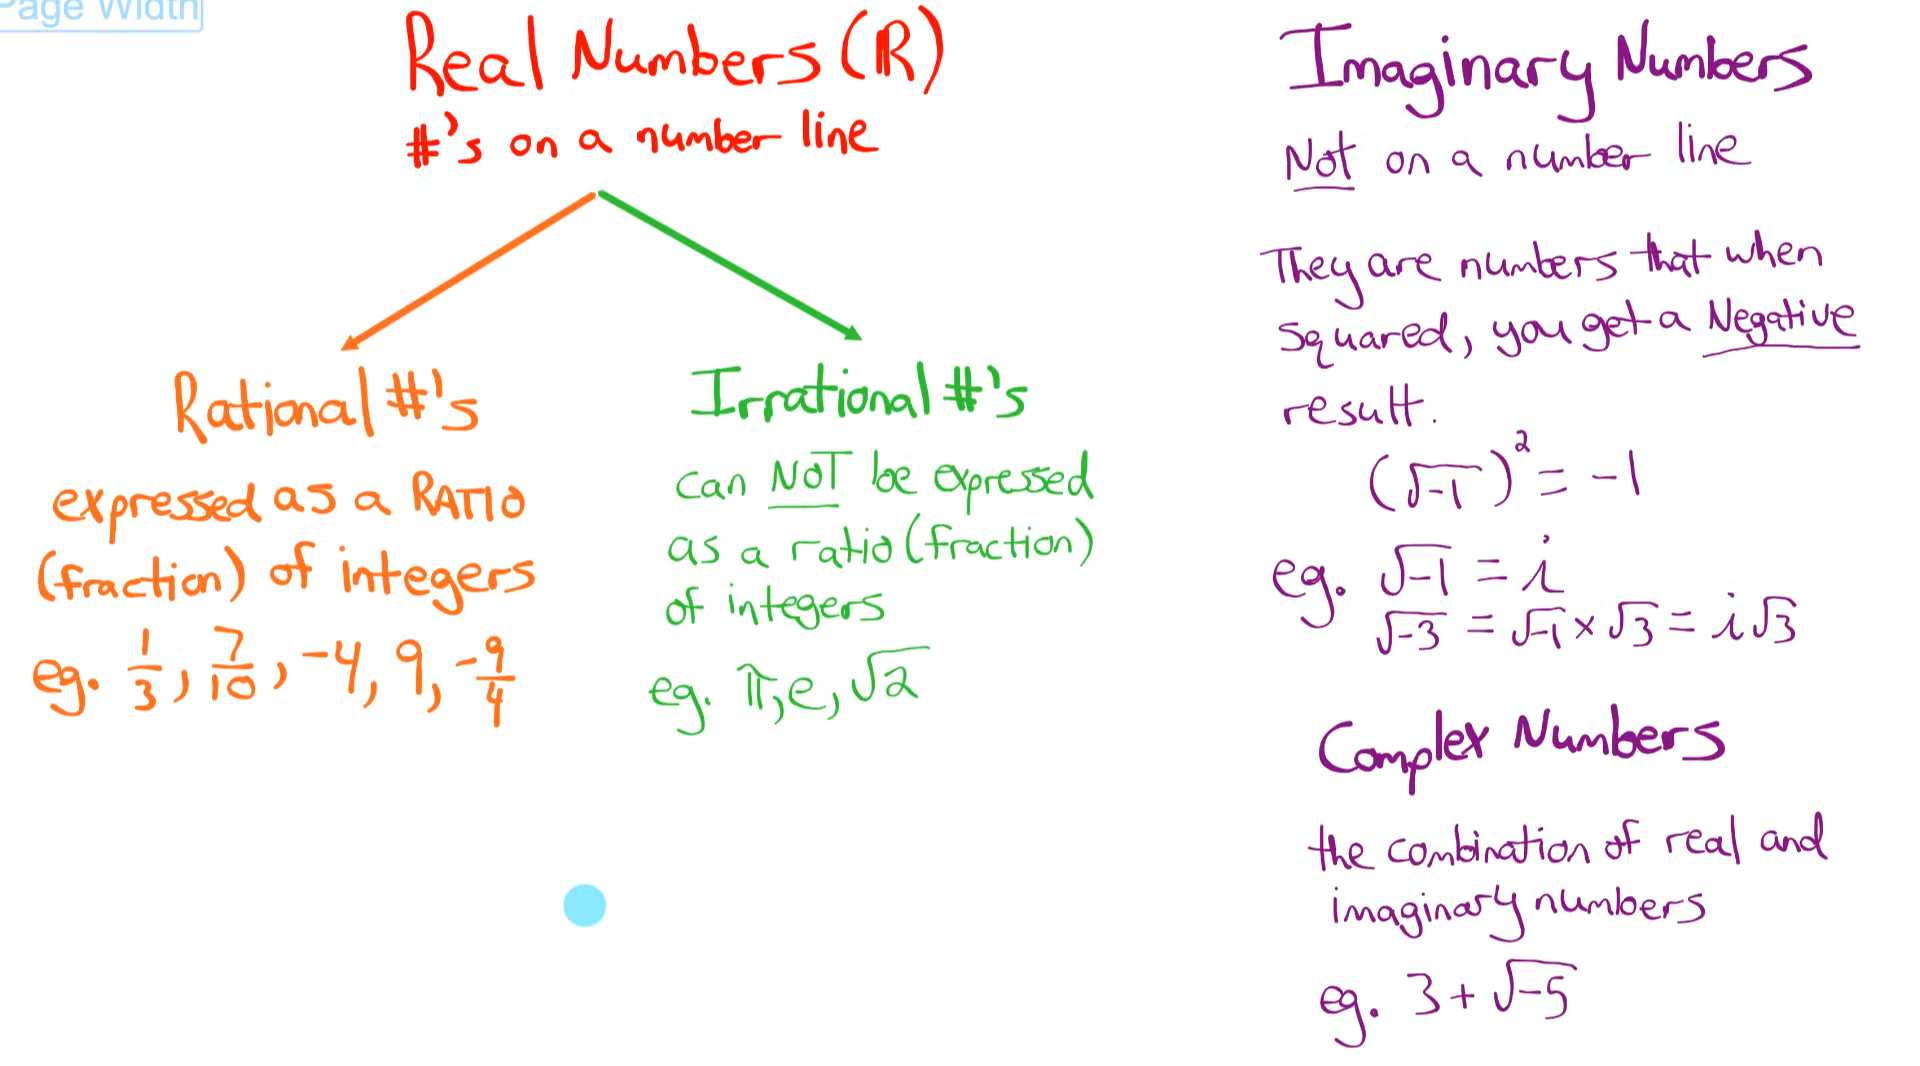 Page Width
Real Numbers (ℝ)
#'s on a number line
Rational #'s
expressed as a RATIO
(fraction) of integers
eg. 1/3, 7/10, -4, 9, -9/4
Irrational #'s
can NOT be expressed
as a ratio (fraction)
of integers
eg. π, e, √2
Imaginary Numbers
Not on a number line
They are numbers that when
squared, you get a Negative
result.
(√-1)² = -1
eg. √-1 = i
√-3 = √-1 × √3 = i√3
Complex Numbers
the combination of real and
imaginary numbers
eg. 3 + √-5